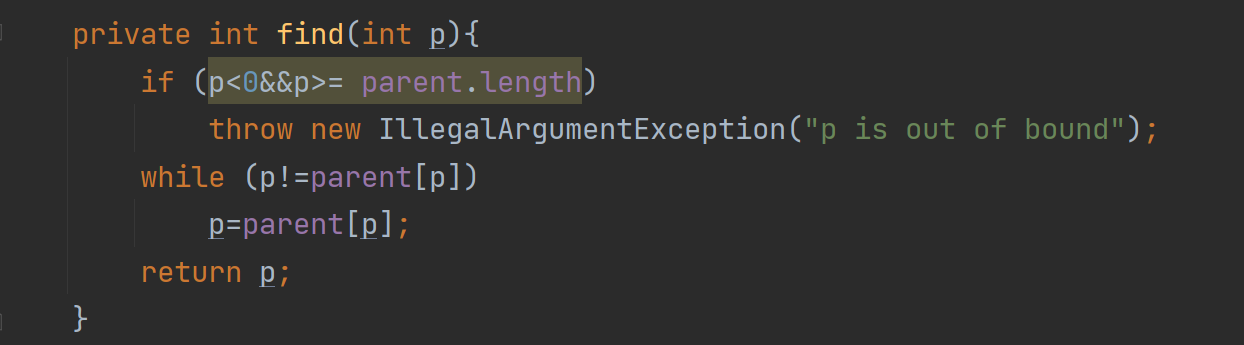 private int find(int p){
if (p<0&&p>= parent.length)
throw new IllegalArgumentException("p is out of bound");
while (p!=parent[p])
p=parent[p];
return p;
}